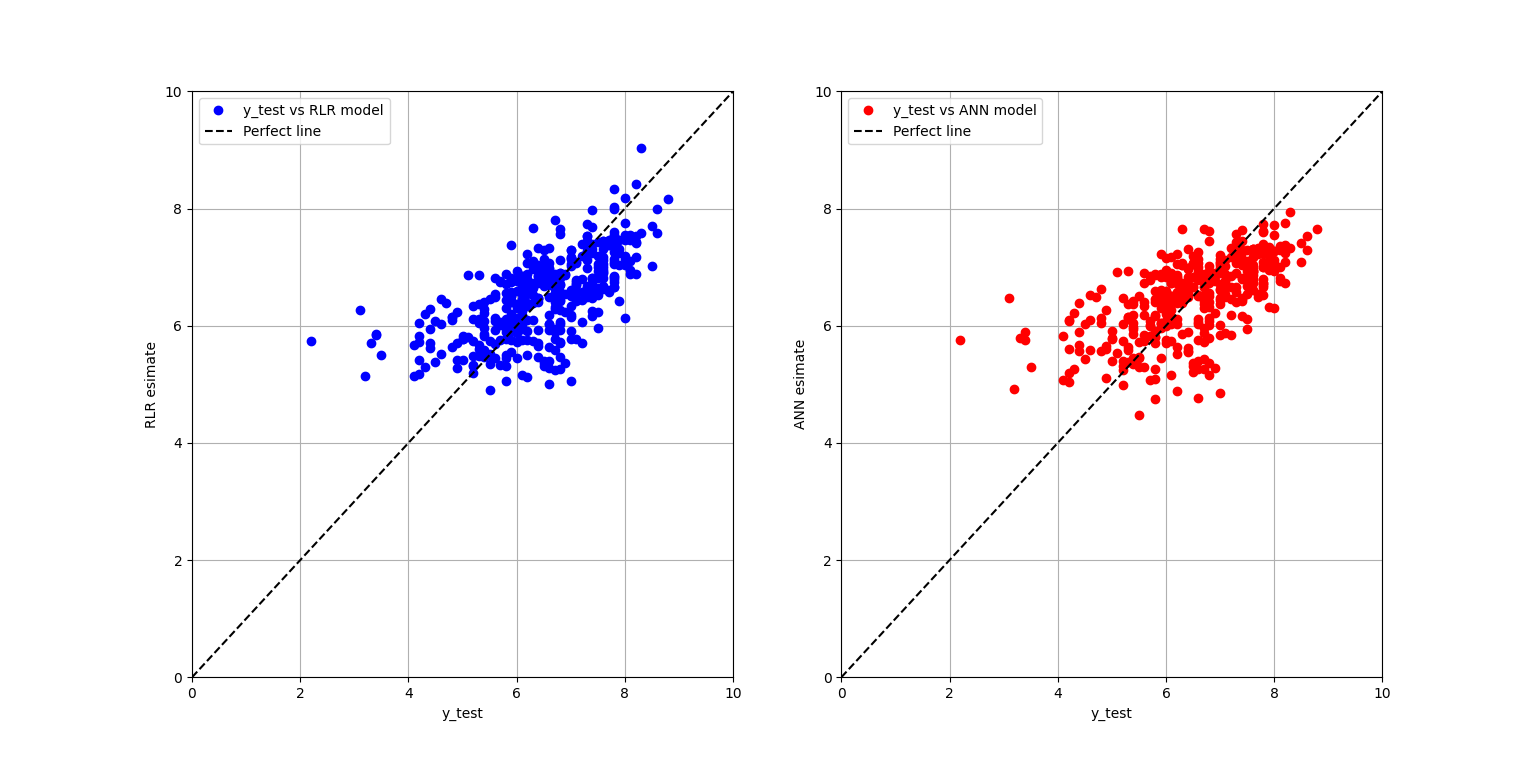 10
8
6
4
2
0
0 2 4 6 8 10
RLR esimate
y_test
y_test vs RLR model
Perfect line
10
8
6
4
2
0
0 2 4 6 8 10
ANN esimate
y_test
y_test vs ANN model
Perfect line